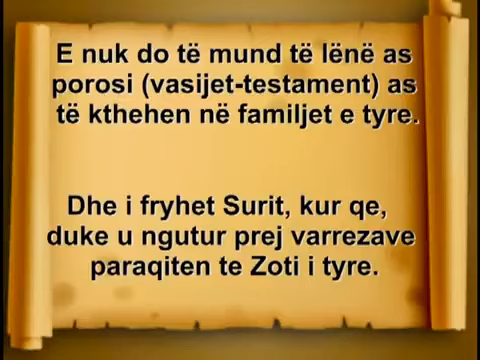 E nuk do të mund të lënë as
porosi (vasijet-testament) as
të kthehen në familjet e tyre.
Dhe i fryhet Surit, kur qe,
duke u ngutur prej varrezave
paraqiten te Zoti i tyre.